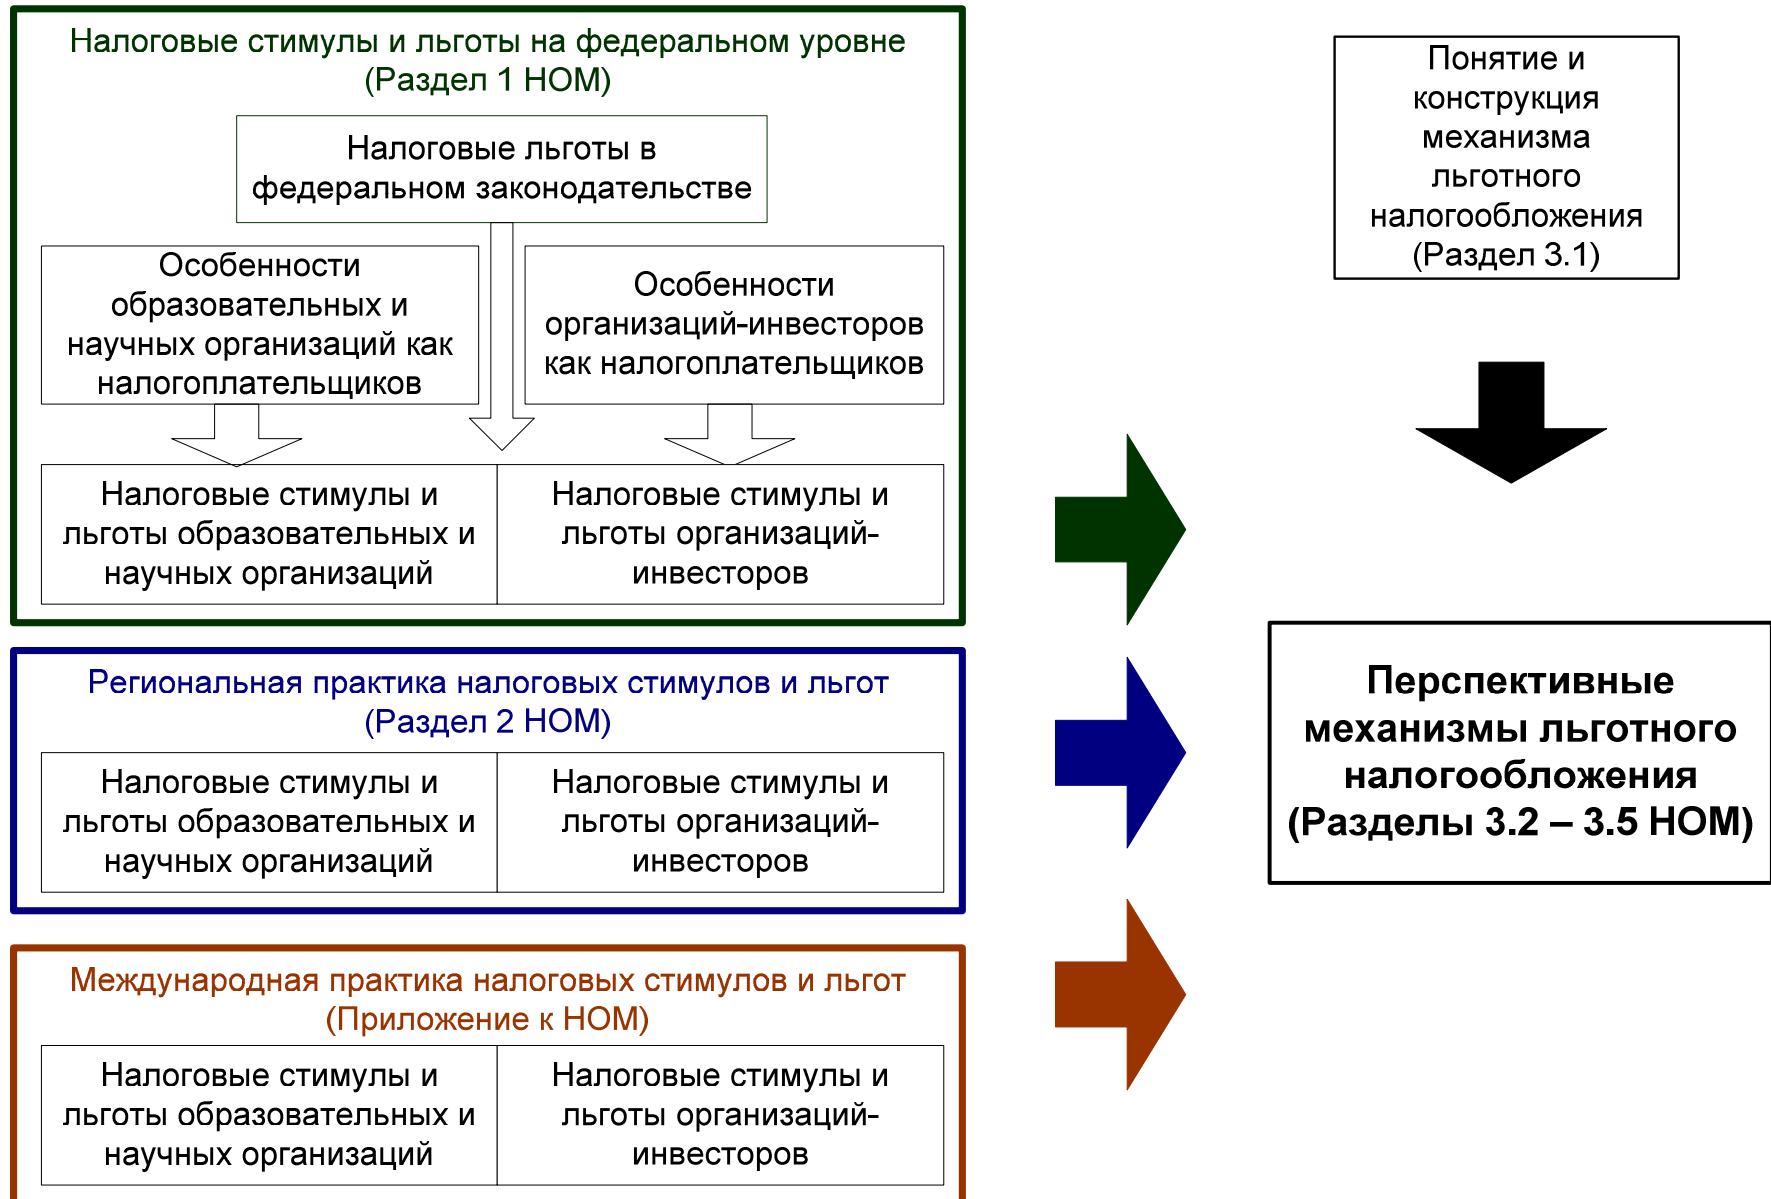 Налоговые стимулы и льготы на федеральном уровне
(Раздел 1 НОМ)
Налоговые льготы в
федеральном законодательстве
Особенности
образовательных и
научных организаций как
налогоплательщиков
Особенности
организаций-инвесторов
как налогоплательщиков
Налоговые стимулы и
льготы образовательных и
научных организаций
Налоговые стимулы и
льготы организаций-
инвесторов
Региональная практика налоговых стимулов и льгот
(Раздел 2 НОМ)
Налоговые стимулы и
льготы образовательных и
научных организаций
Налоговые стимулы и
льготы организаций-
инвесторов
Международная практика налоговых стимулов и льгот
(Приложение к НОМ)
Налоговые стимулы и
льготы образовательных и
научных организаций
Налоговые стимулы и
льготы организаций-
инвесторов
Понятие и
конструкция
механизма
льготного
налогообложения
(Раздел 3.1)
Перспективные
механизмы льготного
налогообложения
(Разделы 3.2 – 3.5 НОМ)